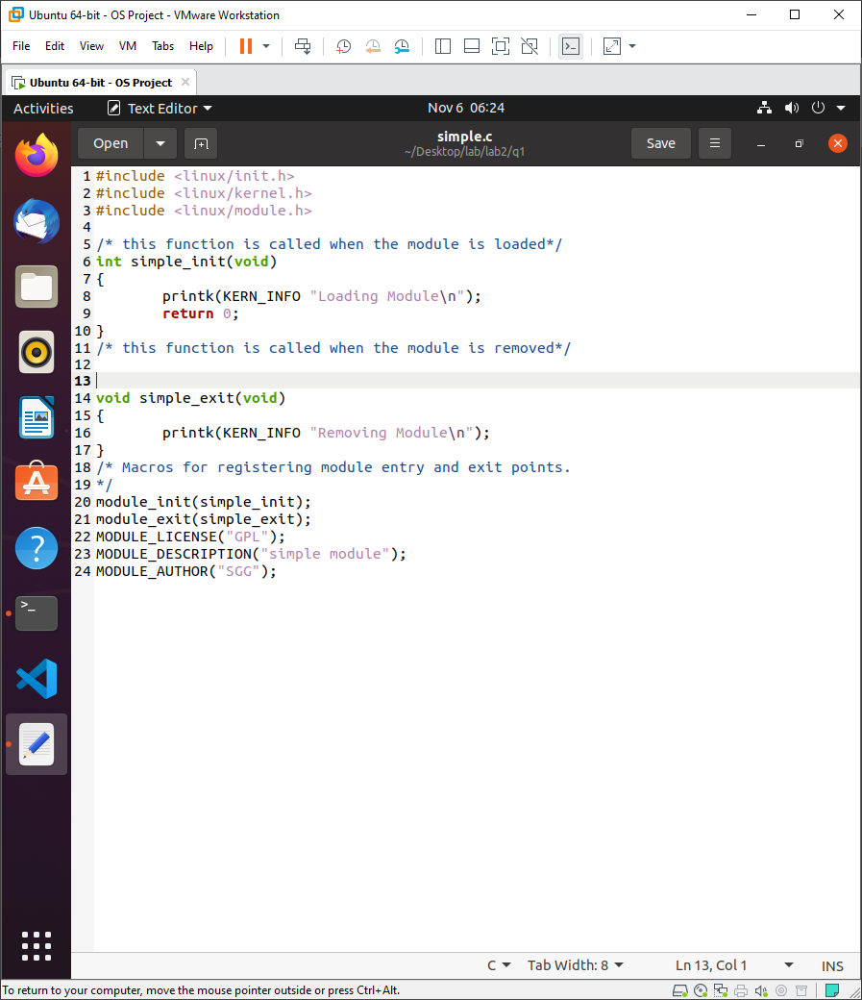 Ubuntu 64-bit - OS Project - VMware Workstation
File Edit View VM Tabs Help
Ubuntu 64-bit - OS Project
Activities Text Editor Nov 6 06:24
Open simple.c Save
~/Desktop/lab/lab2/q1
1 #include <linux/init.h>
2 #include <linux/kernel.h>
3 #include <linux/module.h>
4
5 /* this function is called when the module is loaded*/
6 int simple_init(void)
7 {
8         printk(KERN_INFO "Loading Module\n");
9         return 0;
10 }
11 /* this function is called when the module is removed*/
12
13
14 void simple_exit(void)
15 {
16         printk(KERN_INFO "Removing Module\n");
17 }
18 /* Macros for registering module entry and exit points.
19 */
20 module_init(simple_init);
21 module_exit(simple_exit);
22 MODULE_LICENSE("GPL");
23 MODULE_DESCRIPTION("simple module");
24 MODULE_AUTHOR("SGG");
C Tab Width: 8 Ln 13, Col 1 INS
To return to your computer, move the mouse pointer outside or press Ctrl+Alt.